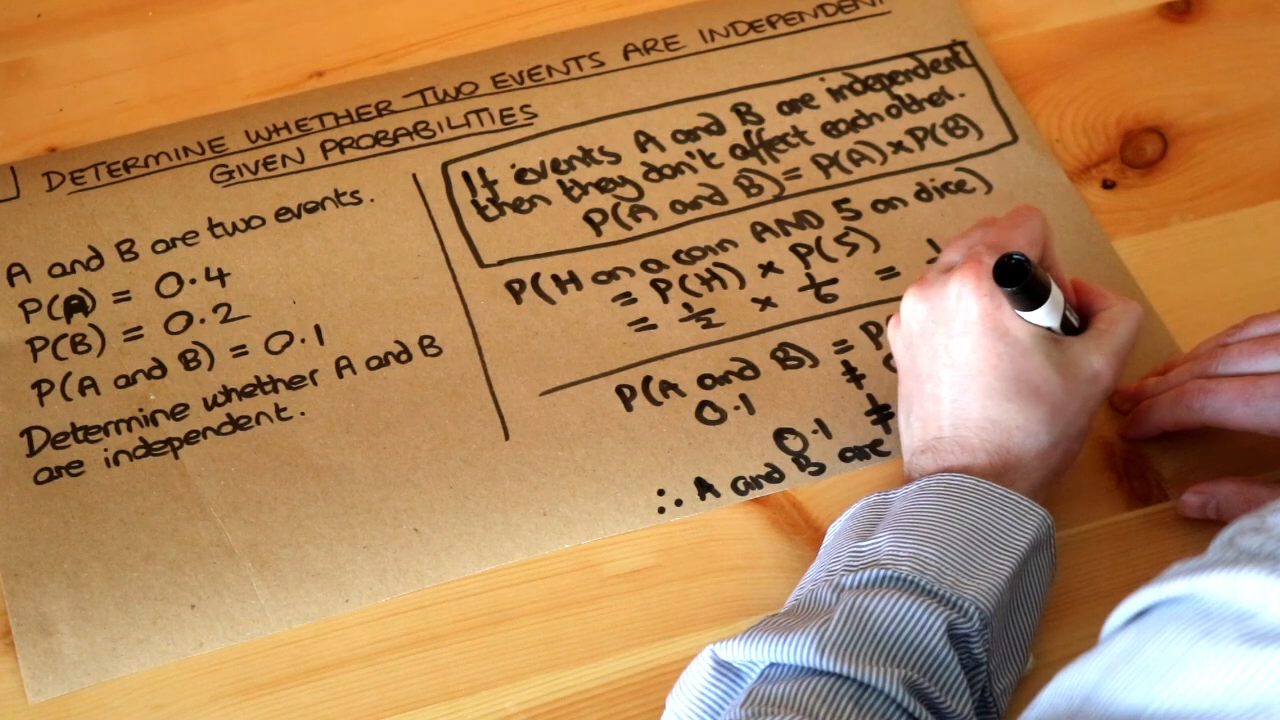 DETERMINE WHETHER TWO EVENTS ARE INDEPENDENT
GIVEN PROBABILITIES
A and B are two events.
P(A) = 0.4
P(B) = 0.2
P(A and B) = 0.1
Determine whether A and B
are independent.
If events A and B are independent
then they don't affect each other.
P(A and B) = P(A) × P(B)
P(H on a coin AND 5 on dice)
= P(H) × P(5)
= 1/2 × 1/6 = 1
P(A and B) = P
0.1 ≠
0.1 ≠
∴ A and B are